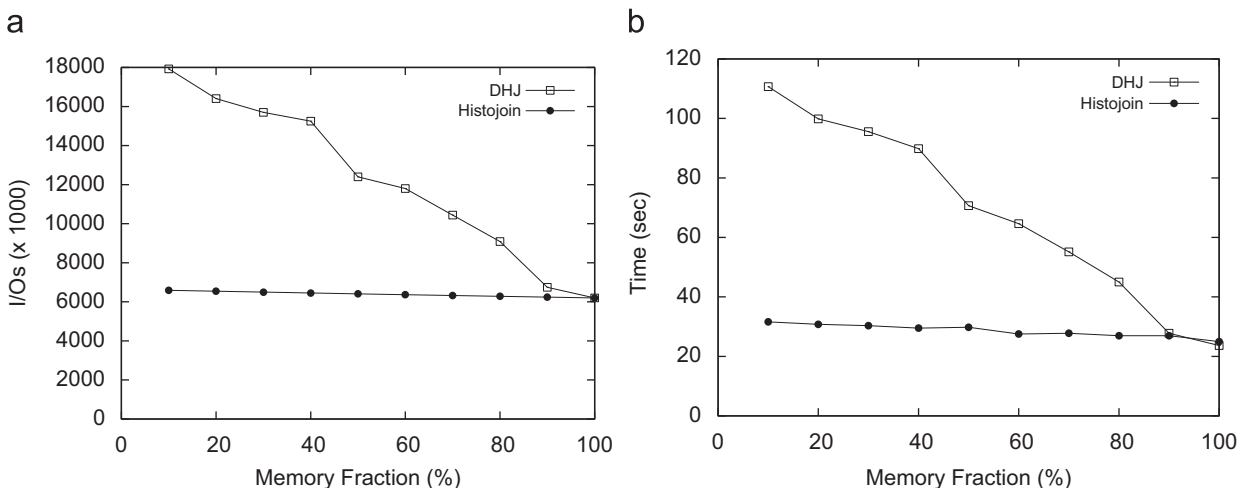 a
18000
16000
14000
12000
10000
8000
6000
4000
2000
0
I/Os (x 1000)
DHJ
Histojoin
0 20 40 60 80 100
Memory Fraction (%)
b
120
100
80
60
40
20
0
Time (sec)
DHJ
Histojoin
0 20 40 60 80 100
Memory Fraction (%)